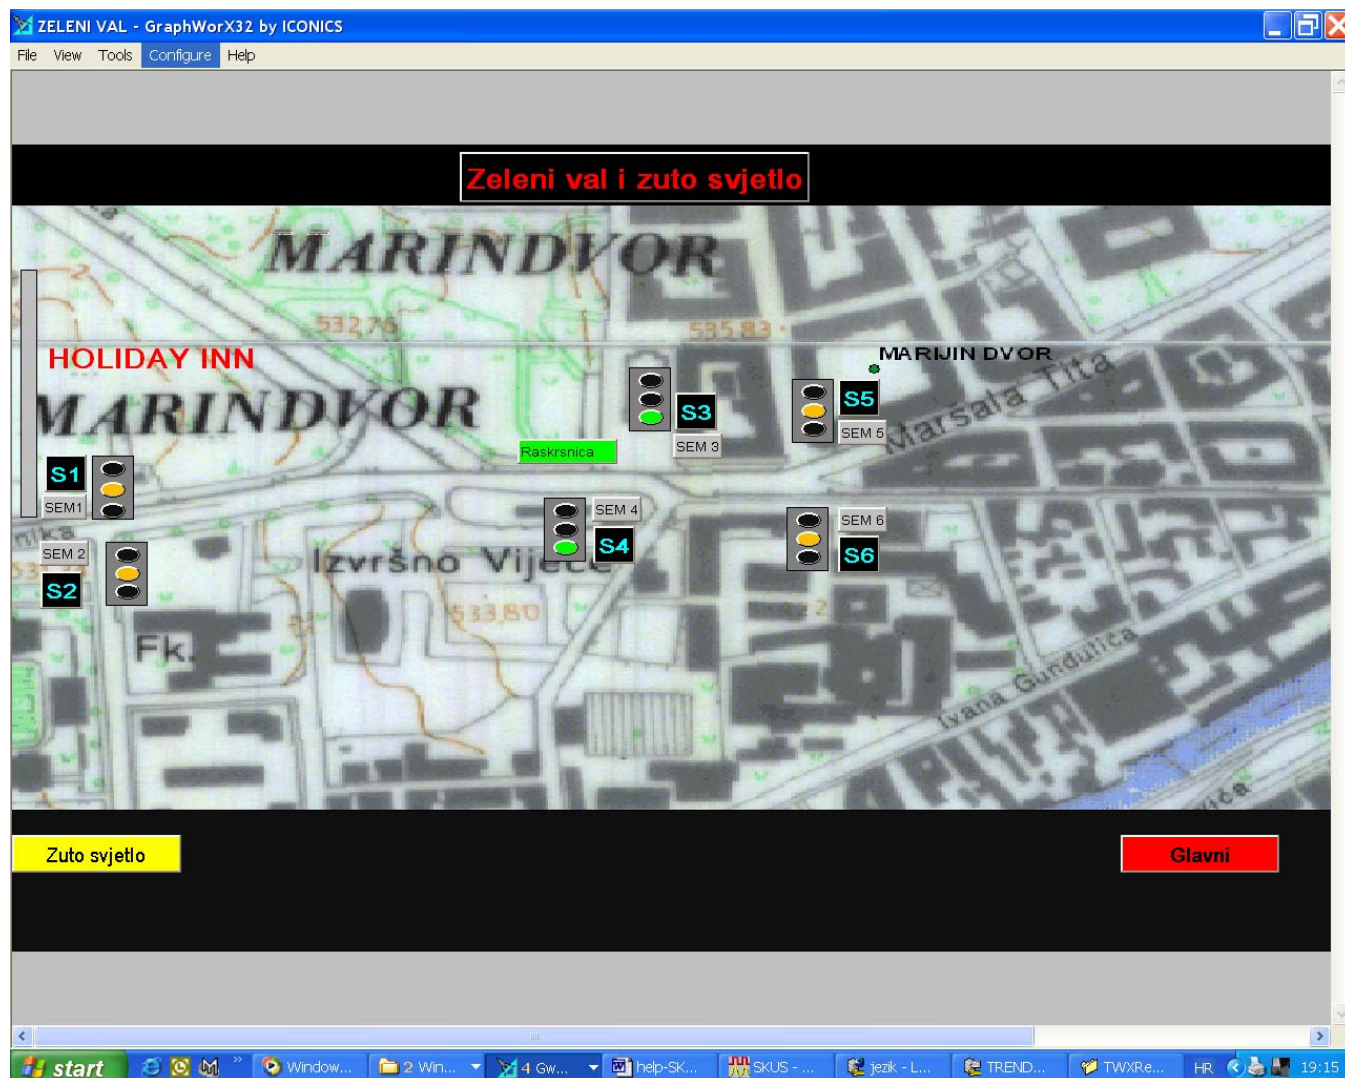 ZELENI VAL - GraphWorX32 by ICONICS
File View Tools Configure Help
Zeleni val i zuto svjetlo
MARINDVOR
532,76
535.83
HOLIDAY INN
MARIJIN DVOR
MARINDVOR
Maršala Tita
S3
S5
SEM 3
SEM 5
Raskrsnica
S1
SEM1
SEM 4
S4
SEM 6
S6
SEM 2
S2
Izvršno Vijeće
533,80
Fk.
Ivana Gundulića
Zuto svjetlo
Glavni
start
Window...
2 Win...
4 Gw...
help-SK...
SKUS - ...
jezik - L...
TREND...
TWXRe...
HR
19:15